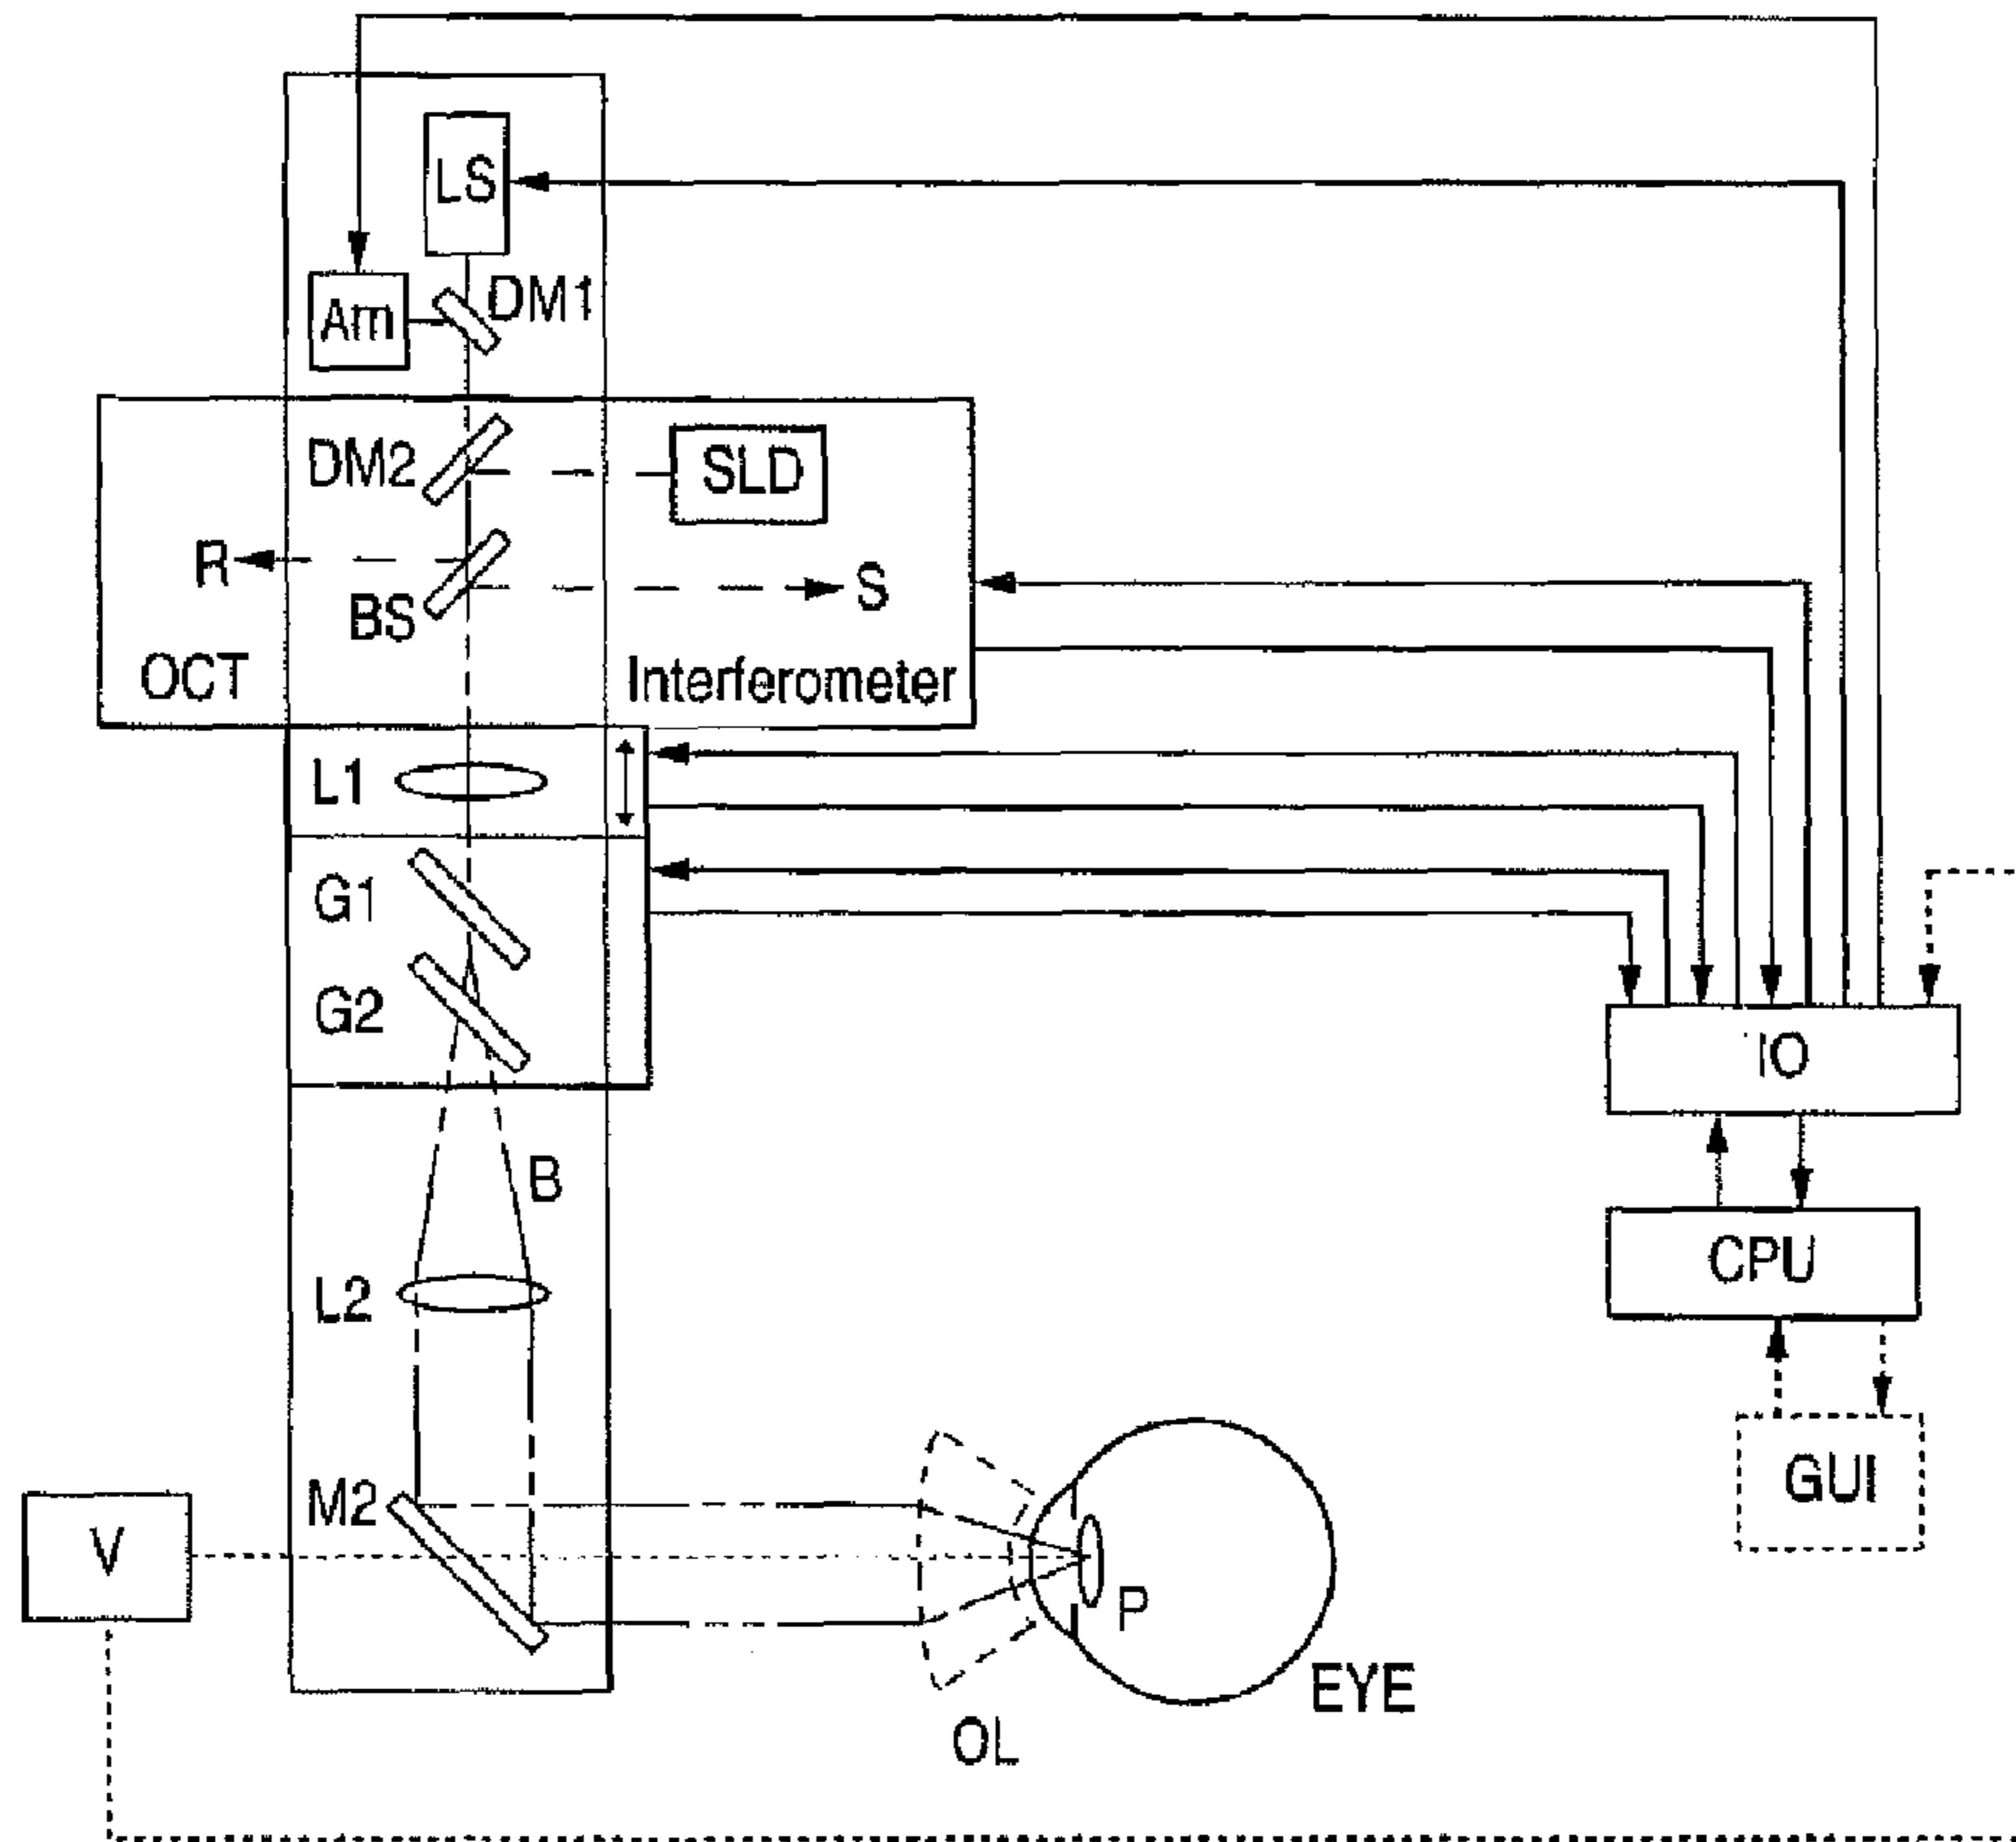 LS
Am
DM1
DM2
SLD
R
S
BS
OCT
Interferometer
L1
G1
G2
IO
B
CPU
L2
GUI
M2
V
P
EYE
OL